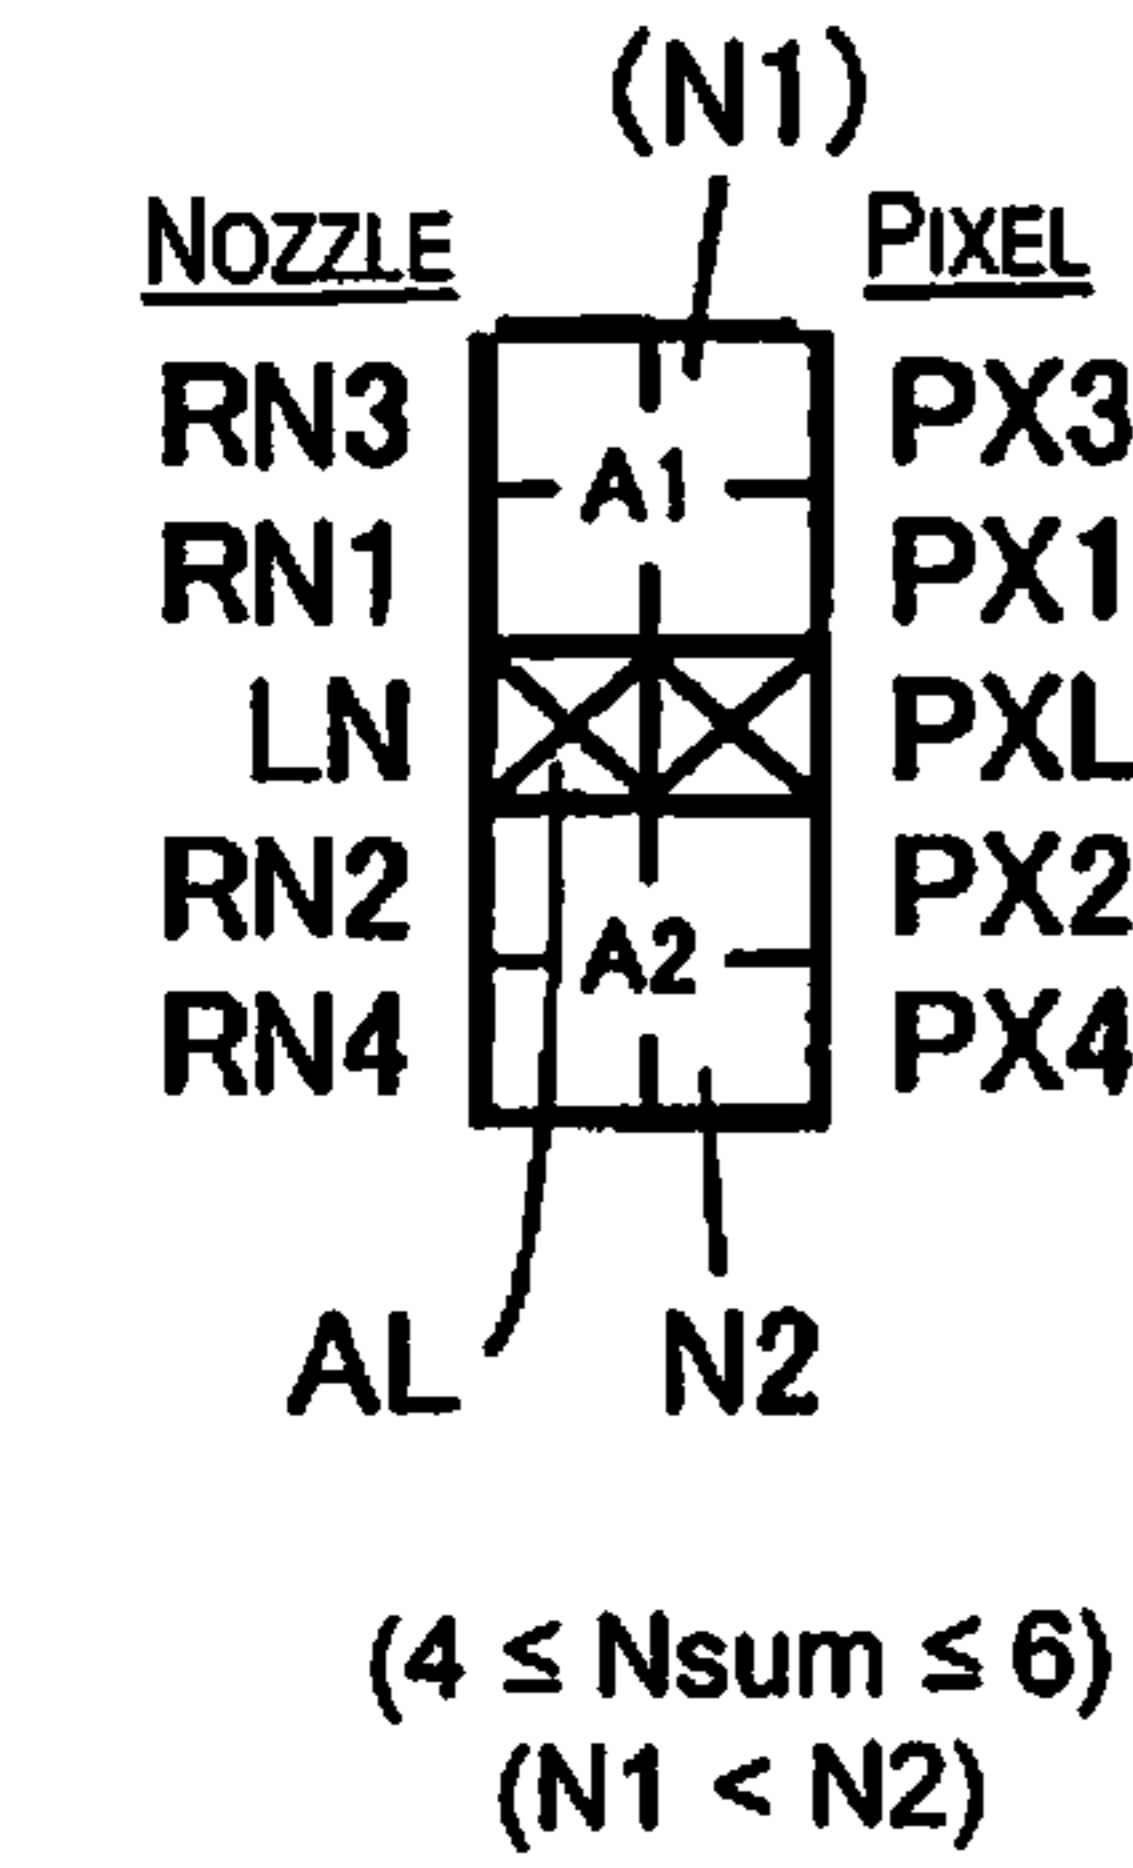 (N1)
NOZZLE PIXEL
RN3 PX3
A1
RN1 PX1
LN PXL
RN2 PX2
A2
RN4 PX4
AL N2
(4 ≤ Nsum ≤ 6)
(N1 < N2)